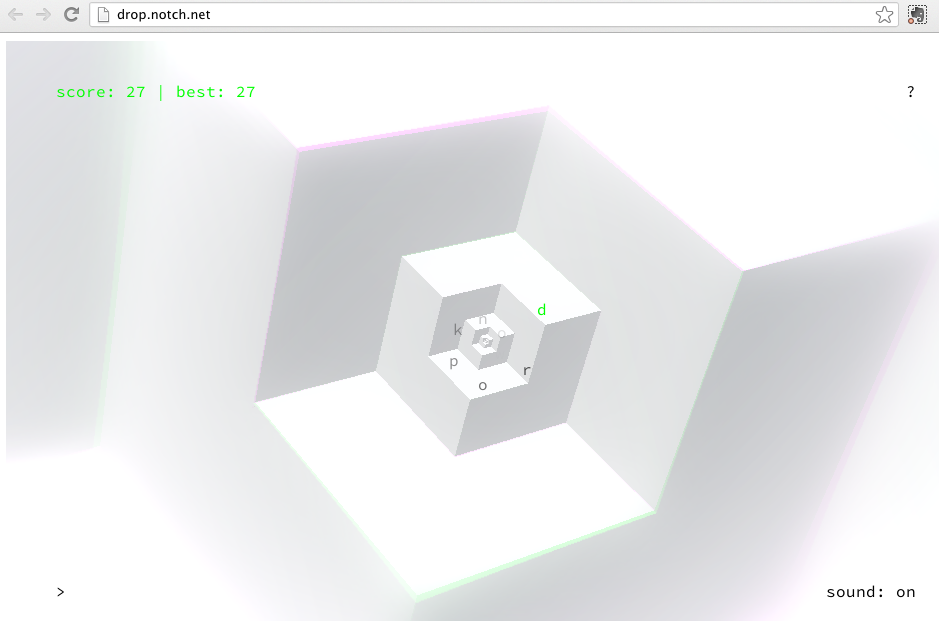 drop.notch.net
score: 27 | best: 27
?
d
r
o
p
k
n
o
>
sound: on